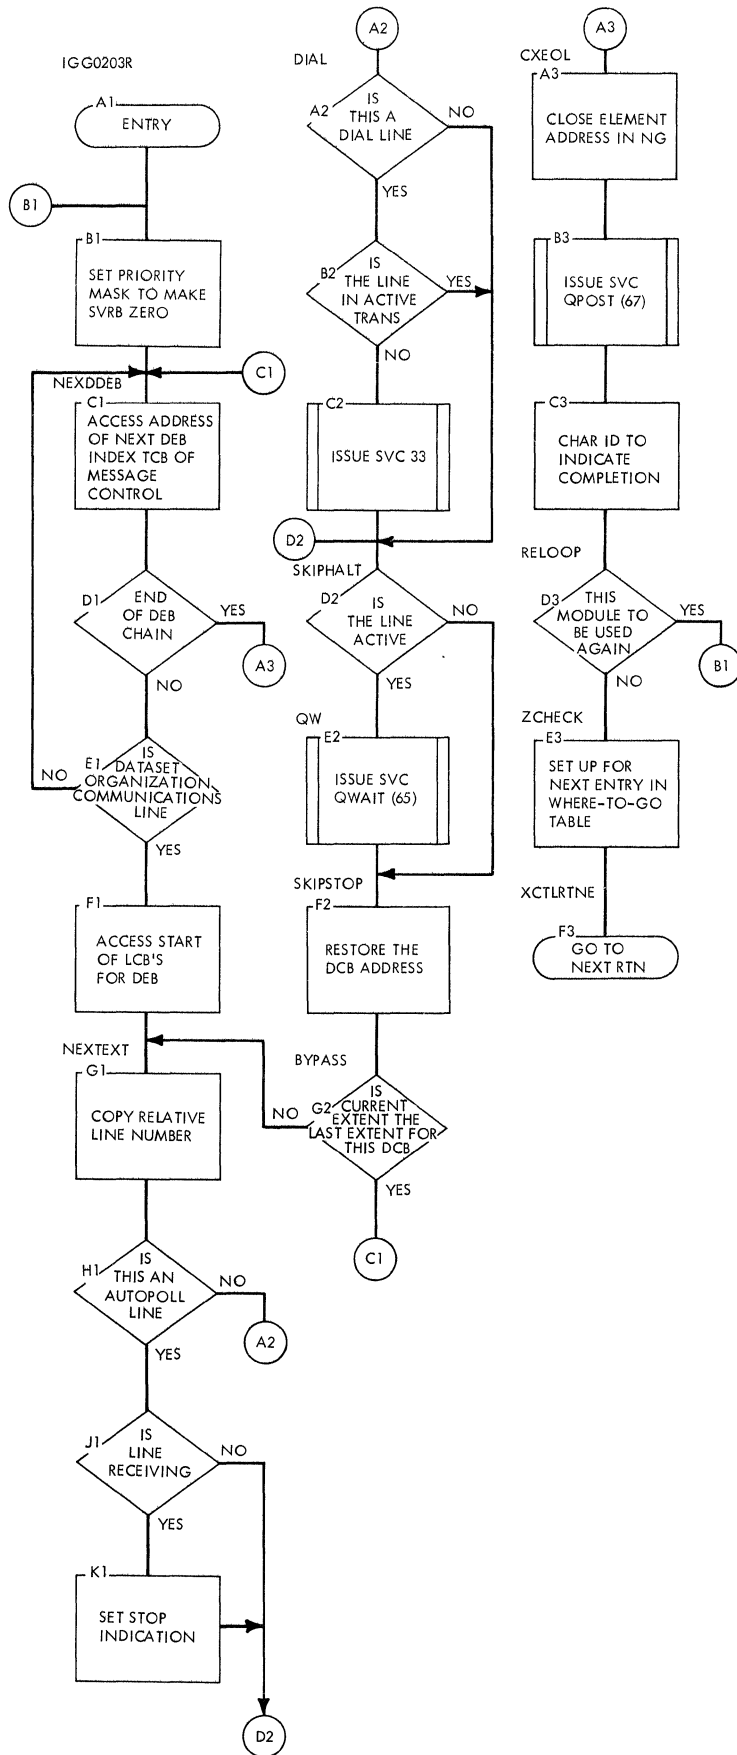 IGG0203R
A1
ENTRY
B1
B1
SET PRIORITY
MASK TO MAKE
SVRB ZERO
NEXDDEB
C1
C1
ACCESS ADDRESS
OF NEXT DEB
INDEX TCB OF
MESSAGE
CONTROL
D1
END
OF DEB
CHAIN
YES
A3
NO
E1
IS
DATASET
ORGANIZATION
COMMUNICATIONS
LINE
NO
YES
F1
ACCESS START
OF LCB'S
FOR DEB
NEXTEXT
G1
COPY RELATIVE
LINE NUMBER
H1
IS
THIS AN
AUTOPOLL
LINE
NO
A2
YES
J1
IS
LINE
RECEIVING
NO
YES
K1
SET STOP
INDICATION
D2
A2
DIAL
A2
IS
THIS A
DIAL LINE
NO
YES
B2
IS
THE LINE
IN ACTIVE
TRANS
YES
NO
C2
ISSUE SVC 33
D2
SKIPHALT
D2
IS
THE LINE
ACTIVE
NO
YES
QW
E2
ISSUE SVC
QWAIT (65)
SKIPSTOP
F2
RESTORE THE
DCB ADDRESS
BYPASS
G2
IS
CURRENT
EXTENT THE
LAST EXTENT FOR
THIS DCB
NO
YES
C1
A3
CXEOL
A3
CLOSE ELEMENT
ADDRESS IN NG
B3
ISSUE SVC
QPOST (67)
C3
CHAR ID TO
INDICATE
COMPLETION
RELOOP
D3
THIS
MODULE TO
BE USED
AGAIN
YES
B1
NO
ZCHECK
E3
SET UP FOR
NEXT ENTRY IN
WHERE-TO-GO
TABLE
XCTLRTNE
F3
GO TO
NEXT RTN